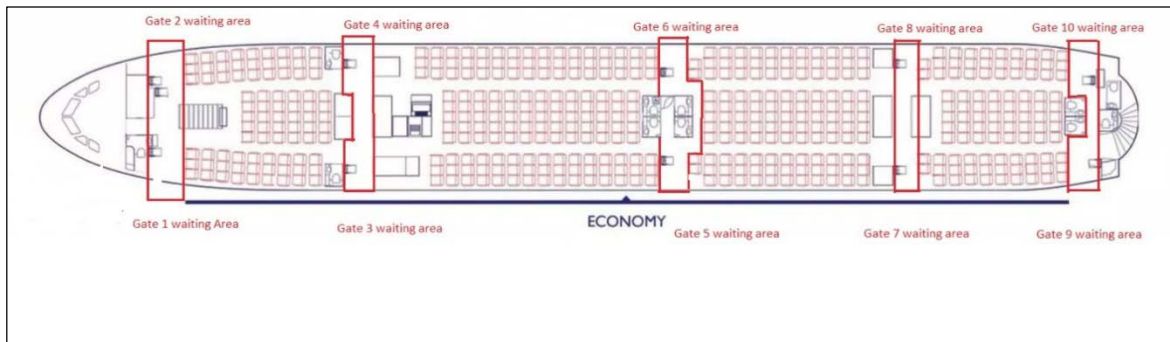 Gate 2 waiting area
Gate 4 waiting area
Gate 6 waiting area
Gate 8 waiting area
Gate 10 waiting area
Gate 1 waiting Area
Gate 3 waiting area
ECONOMY
Gate 5 waiting area
Gate 7 waiting area
Gate 9 waiting area